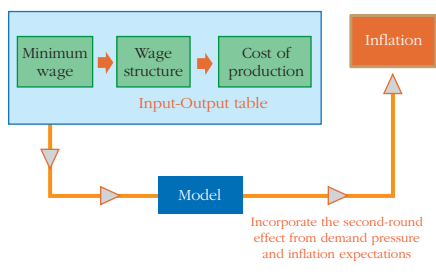 Minimum
wage
Wage
structure
Cost of
production
Input-Output table
Inflation
Model
Incorporate the second-round
effect from demand pressure
and inflation expectations